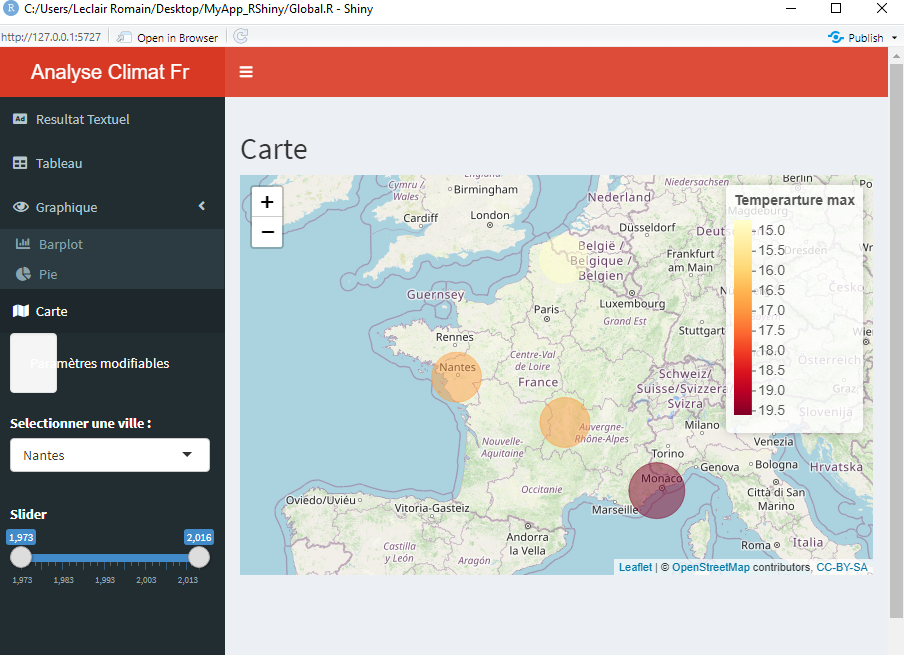 C:/Users/Leclair Romain/Desktop/MyApp_RShiny/Global.R - Shiny
http://127.0.0.1:5727
Open in Browser
Publish
Analyse Climat Fr
Resultat Textuel
Tableau
Graphique
Barplot
Pie
Carte
Paramètres modifiables
Selectionner une ville :
Nantes
Slider
1,973
2,016
1,973
1,983
1,993
2,003
2,013
Carte
+
−
Temperarture max
15.0
15.5
16.0
16.5
17.0
17.5
18.0
18.5
19.0
19.5
Cymru /
Wales
Birmingham
Cardiff
London
Nederland
Niedersachsen
Berlin
Magdeburg
Düsseldorf
België /
Belgique /
Belgien
Frankfurt
am Main
Dresden
Guernsey
Luxembourg
Paris
Grand Est
Rennes
Stuttgart
Centre-Val
de Loire
Nantes
France
Schweiz/
Suisse/Svizzera/
Svizra
Österreich
Graz
Slovenija
Auvergne-
Rhône-Alpes
Nouvelle-
Aquitaine
Milano
Torino
Venezia
Genova
Bologna
Hrvatska
Monaco
Occitanie
Marseille
Città di San
Marino
Oviedo/Uviéu
Vitoria-Gasteiz
Andorra
la Vella
Roma
Italia
Castilla
y León
Aragón
Leaflet | © OpenStreetMap contributors, CC-BY-SA